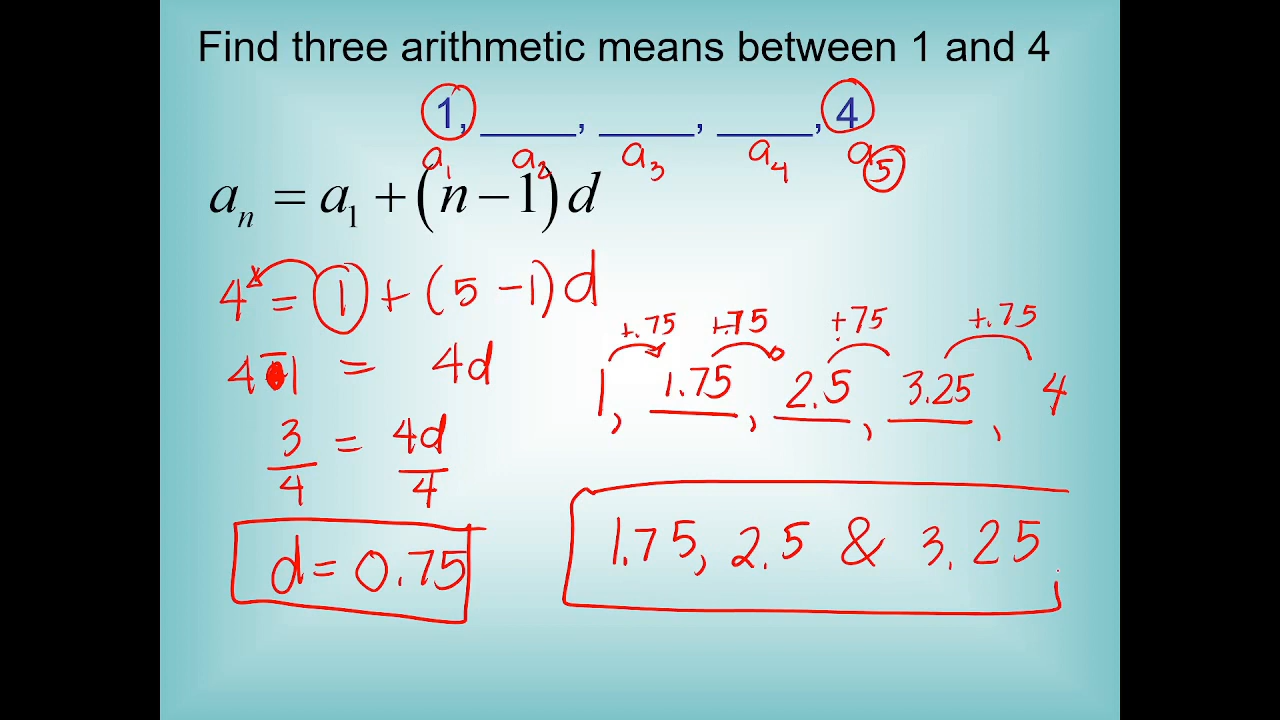 Find three arithmetic means between 1 and 4
1, _____, _____, _____, 4
a₁ a₂ a₃ a₄ a₅
aₙ = a₁ + (n − 1)d
4 = 1 + (5 - 1)d
4 - 1 = 4d
3/4 = 4d/4
d = 0.75
+.75 +.75 +.75 +.75
1, 1.75, 2.5, 3.25, 4
1.75, 2.5 & 3.25.